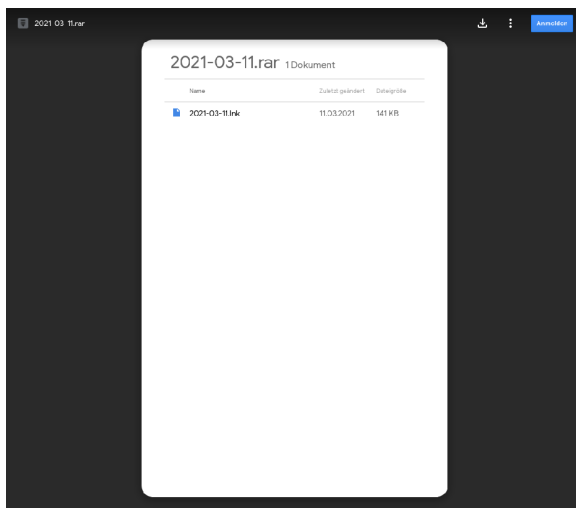 2021 03 11.rar
Anmelden
2021-03-11.rar 1 Dokument
Name Zuletzt geändert Dateigröße
2021-03-11.lnk 11.03.2021 141 KB